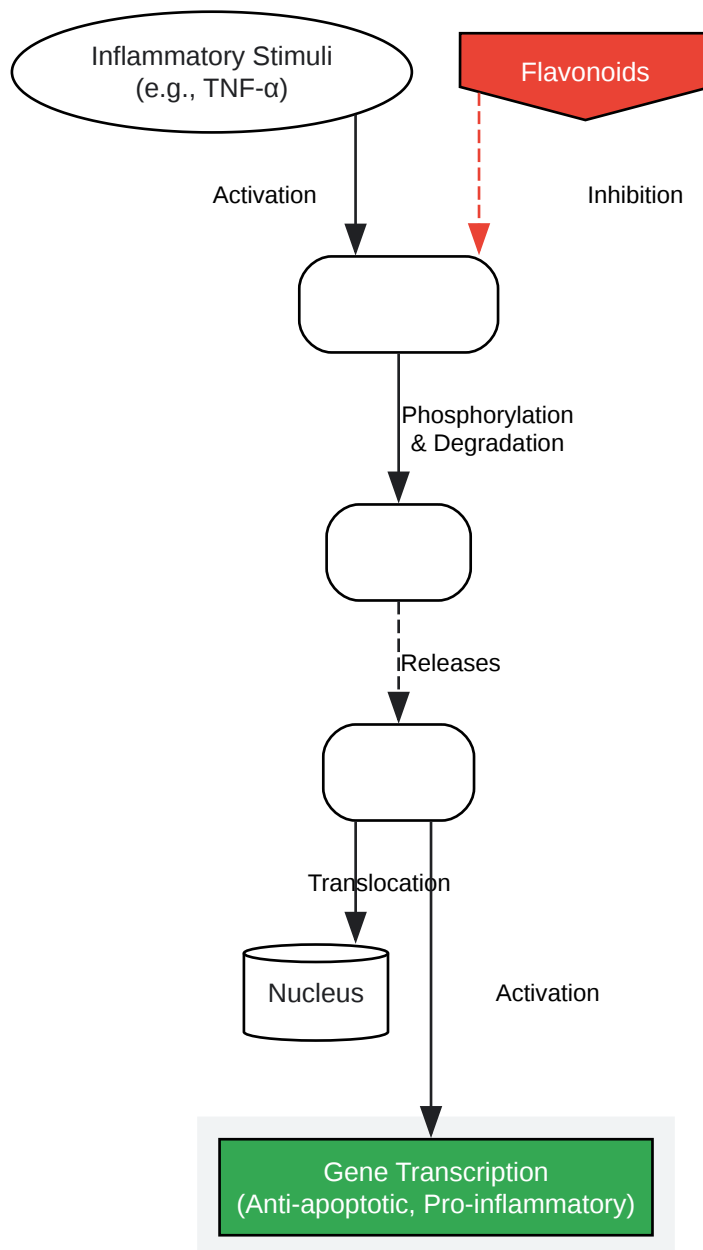 Inflammatory Stimuli
(e.g., TNF-α)
Flavonoids
Activation
Inhibition
Phosphorylation
& Degradation
Releases
Translocation
Nucleus
Activation
Gene Transcription
(Anti-apoptotic, Pro-inflammatory)